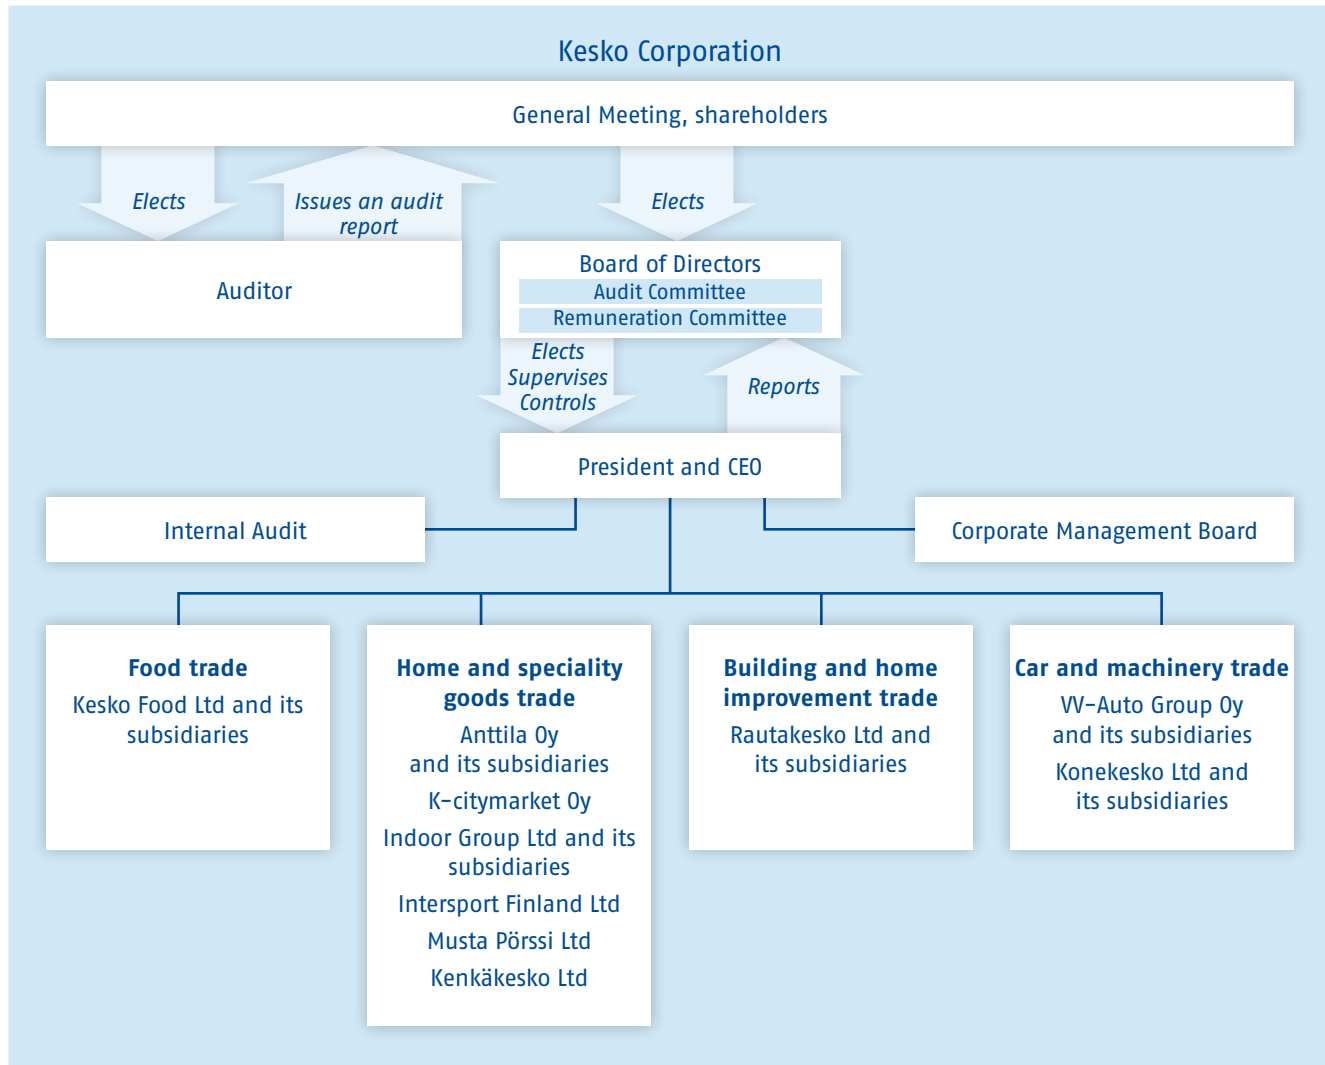 Kesko Corporation
General Meeting, shareholders
Elects
Issues an audit
report
Elects
Auditor
Board of Directors
Audit Committee
Remuneration Committee
Elects
Supervises
Controls
Reports
President and CEO
Internal Audit
Corporate Management Board
Food trade
Kesko Food Ltd and its
subsidiaries
Home and speciality
goods trade
Anttila Oy
and its subsidiaries
K-citymarket Oy
Indoor Group Ltd and its
subsidiaries
Intersport Finland Ltd
Musta Pörssi Ltd
Kenkäkesko Ltd
Building and home
improvement trade
Rautakesko Ltd and
its subsidiaries
Car and machinery trade
VV-Auto Group Oy
and its subsidiaries
Konekesko Ltd and
its subsidiaries